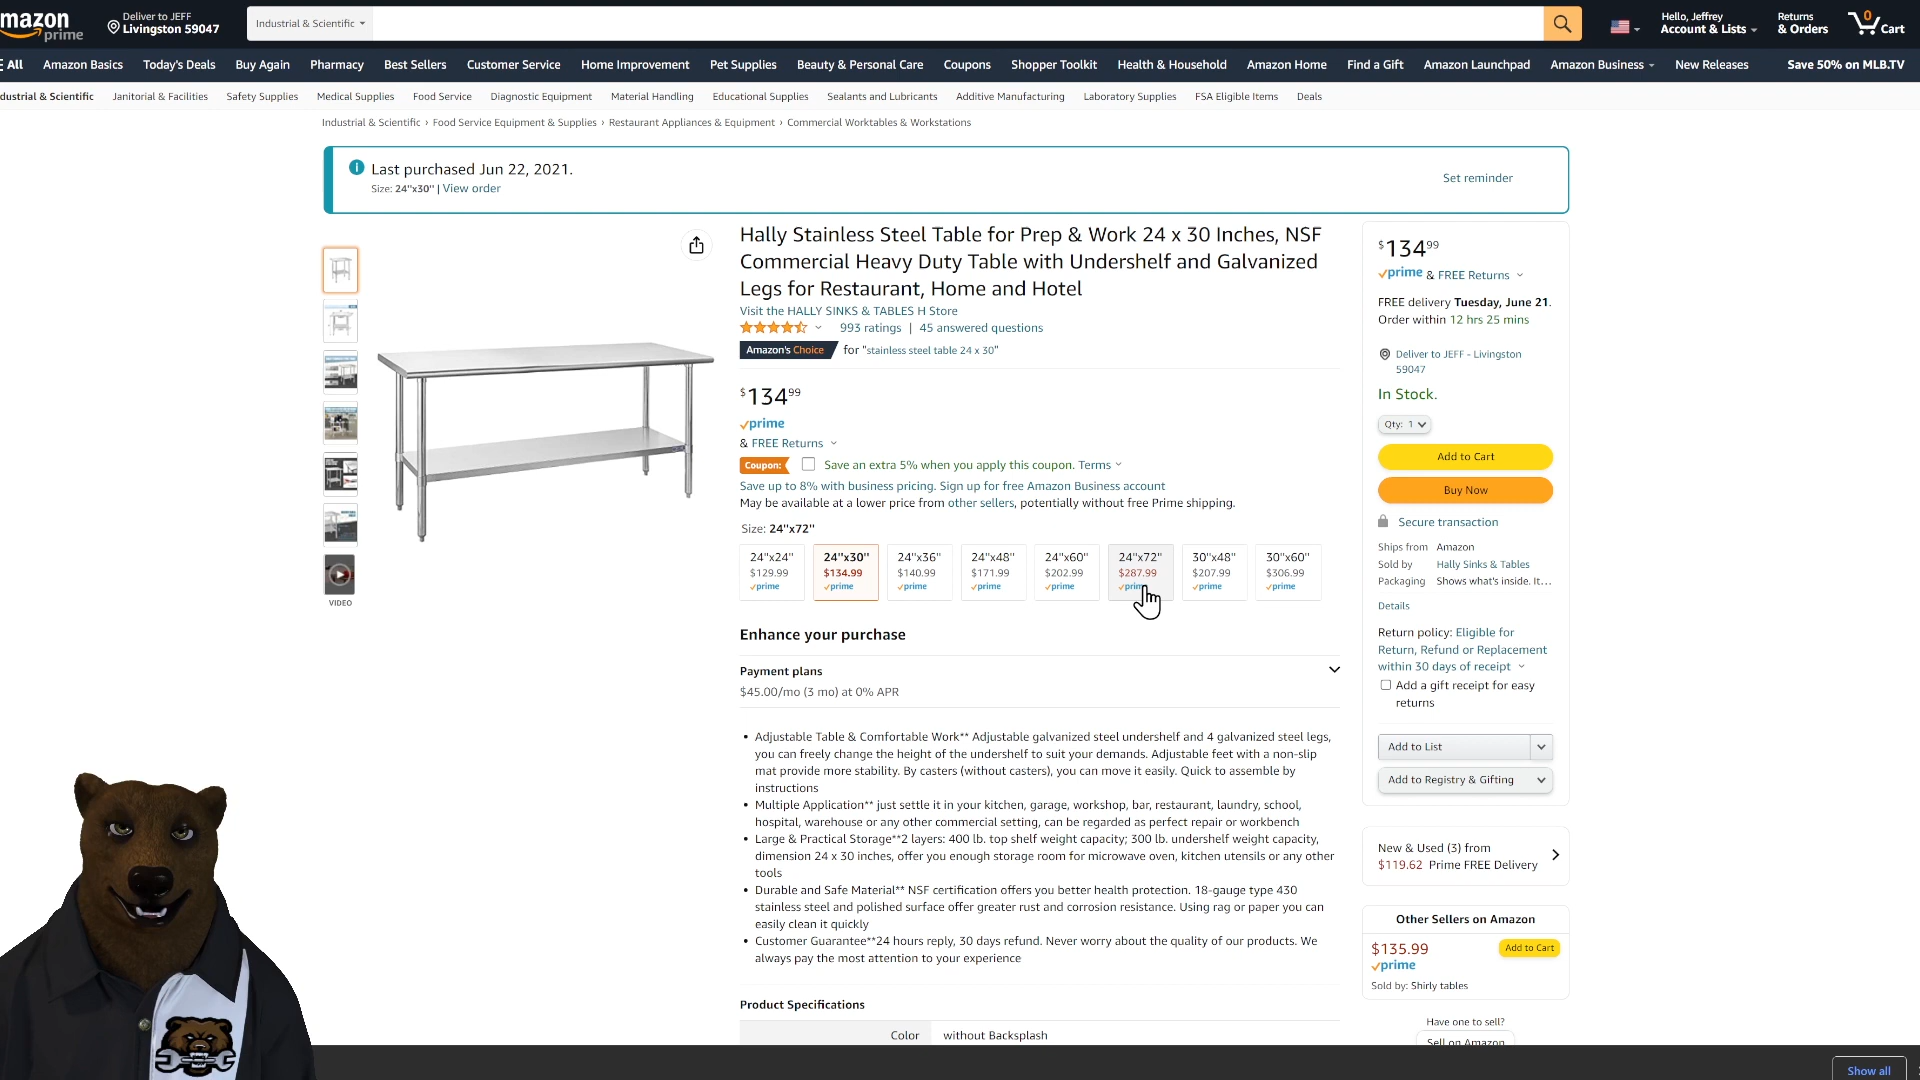 mazon
prime
Deliver to JEFF
Livingston 59047
Industrial & Scientific
Hello, Jeffrey
Account & Lists
Returns
& Orders
0
Cart
All
Amazon Basics
Today's Deals
Buy Again
Pharmacy
Best Sellers
Customer Service
Home Improvement
Pet Supplies
Beauty & Personal Care
Coupons
Shopper Toolkit
Health & Household
Amazon Home
Find a Gift
Amazon Launchpad
Amazon Business
New Releases
Save 50% on MLB.TV
dustrial & Scientific
Janitorial & Facilities
Safety Supplies
Medical Supplies
Food Service
Diagnostic Equipment
Material Handling
Educational Supplies
Sealants and Lubricants
Additive Manufacturing
Laboratory Supplies
FSA Eligible Items
Deals
Industrial & Scientific › Food Service Equipment & Supplies › Restaurant Appliances & Equipment › Commercial Worktables & Workstations
Last purchased Jun 22, 2021.
Size: 24''x30'' | View order
Set reminder
VIDEO
Hally Stainless Steel Table for Prep & Work 24 x 30 Inches, NSF
Commercial Heavy Duty Table with Undershelf and Galvanized
Legs for Restaurant, Home and Hotel
Visit the HALLY SINKS & TABLES H Store
993 ratings | 45 answered questions
Amazon's Choice for "stainless steel table 24 x 30"
$134 99
prime
& FREE Returns
Coupon: Save an extra 5% when you apply this coupon. Terms
Save up to 8% with business pricing. Sign up for free Amazon Business account
May be available at a lower price from other sellers, potentially without free Prime shipping.
Size: 24''x72''
24''x24''
$129.99
prime
24''x30''
$134.99
prime
24''x36''
$140.99
prime
24''x48''
$171.99
prime
24''x60''
$202.99
prime
24''x72''
$287.99
prime
30''x48''
$207.99
prime
30''x60''
$306.99
prime
Enhance your purchase
Payment plans
$45.00/mo (3 mo) at 0% APR
• Adjustable Table & Comfortable Work** Adjustable galvanized steel undershelf and 4 galvanized steel legs,
you can freely change the height of the undershelf to suit your demands. Adjustable feet with a non-slip
mat provide more stability. By casters (without casters), you can move it easily. Quick to assemble by
instructions
• Multiple Application** just settle it in your kitchen, garage, workshop, bar, restaurant, laundry, school,
hospital, warehouse or any other commercial setting, can be regarded as perfect repair or workbench
• Large & Practical Storage**2 layers: 400 lb. top shelf weight capacity; 300 lb. undershelf weight capacity,
dimension 24 x 30 inches, offer you enough storage room for microwave oven, kitchen utensils or any other
tools
• Durable and Safe Material** NSF certification offers you better health protection. 18-gauge type 430
stainless steel and polished surface offer greater rust and corrosion resistance. Using rag or paper you can
easily clean it quickly
• Customer Guarantee**24 hours reply, 30 days refund. Never worry about the quality of our products. We
always pay the most attention to your experience
Product Specifications
Color without Backsplash
$134 99
prime & FREE Returns
FREE delivery Tuesday, June 21.
Order within 12 hrs 25 mins
Deliver to JEFF - Livingston
59047
In Stock.
Qty: 1
Add to Cart
Buy Now
Secure transaction
Ships from Amazon
Sold by Hally Sinks & Tables
Packaging Shows what's inside. It...
Details
Return policy: Eligible for
Return, Refund or Replacement
within 30 days of receipt
Add a gift receipt for easy
returns
Add to List
Add to Registry & Gifting
New & Used (3) from
$119.62 Prime FREE Delivery
Other Sellers on Amazon
$135.99
Add to Cart
prime
Sold by: Shirly tables
Have one to sell?
Sell on Amazon
Show all